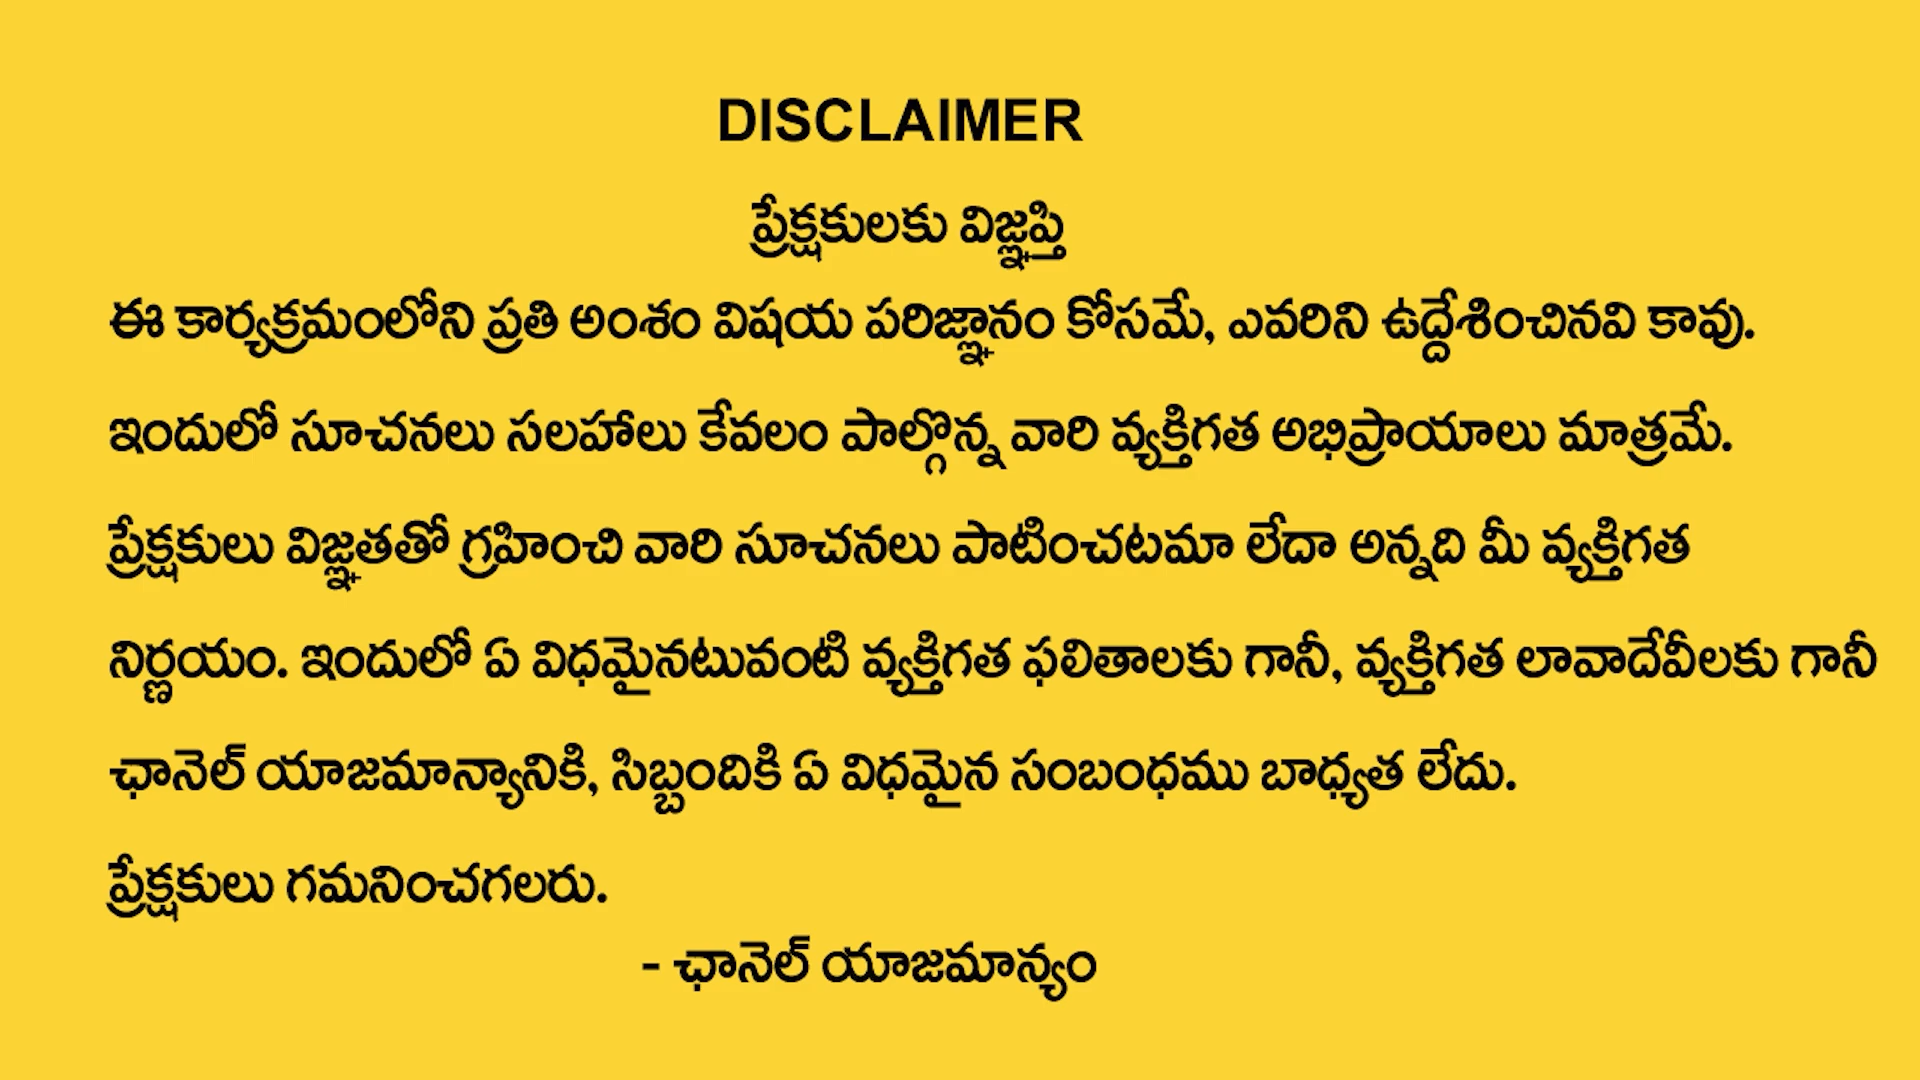 DISCLAIMER
ప్రేక్షకులకు విజ్ఞప్తి
ఈ కార్యక్రమంలోని ప్రతి అంశం విషయ పరిజ్ఞానం కోసమే, ఎవరిని ఉద్దేశించినవి కావు.
ఇందులో సూచనలు సలహాలు కేవలం పాల్గొన్న వారి వ్యక్తిగత అభిప్రాయాలు మాత్రమే.
ప్రేక్షకులు విజ్ఞతతో గ్రహించి వారి సూచనలు పాటించటమా లేదా అన్నది మీ వ్యక్తిగత
నిర్ణయం. ఇందులో ఏ విధమైనటువంటి వ్యక్తిగత ఫలితాలకు గానీ, వ్యక్తిగత లావాదేవీలకు గానీ
ఛానెల్ యాజమాన్యానికి, సిబ్బందికి ఏ విధమైన సంబంధము బాధ్యత లేదు.
ప్రేక్షకులు గమనించగలరు.
- ఛానెల్ యాజమాన్యం